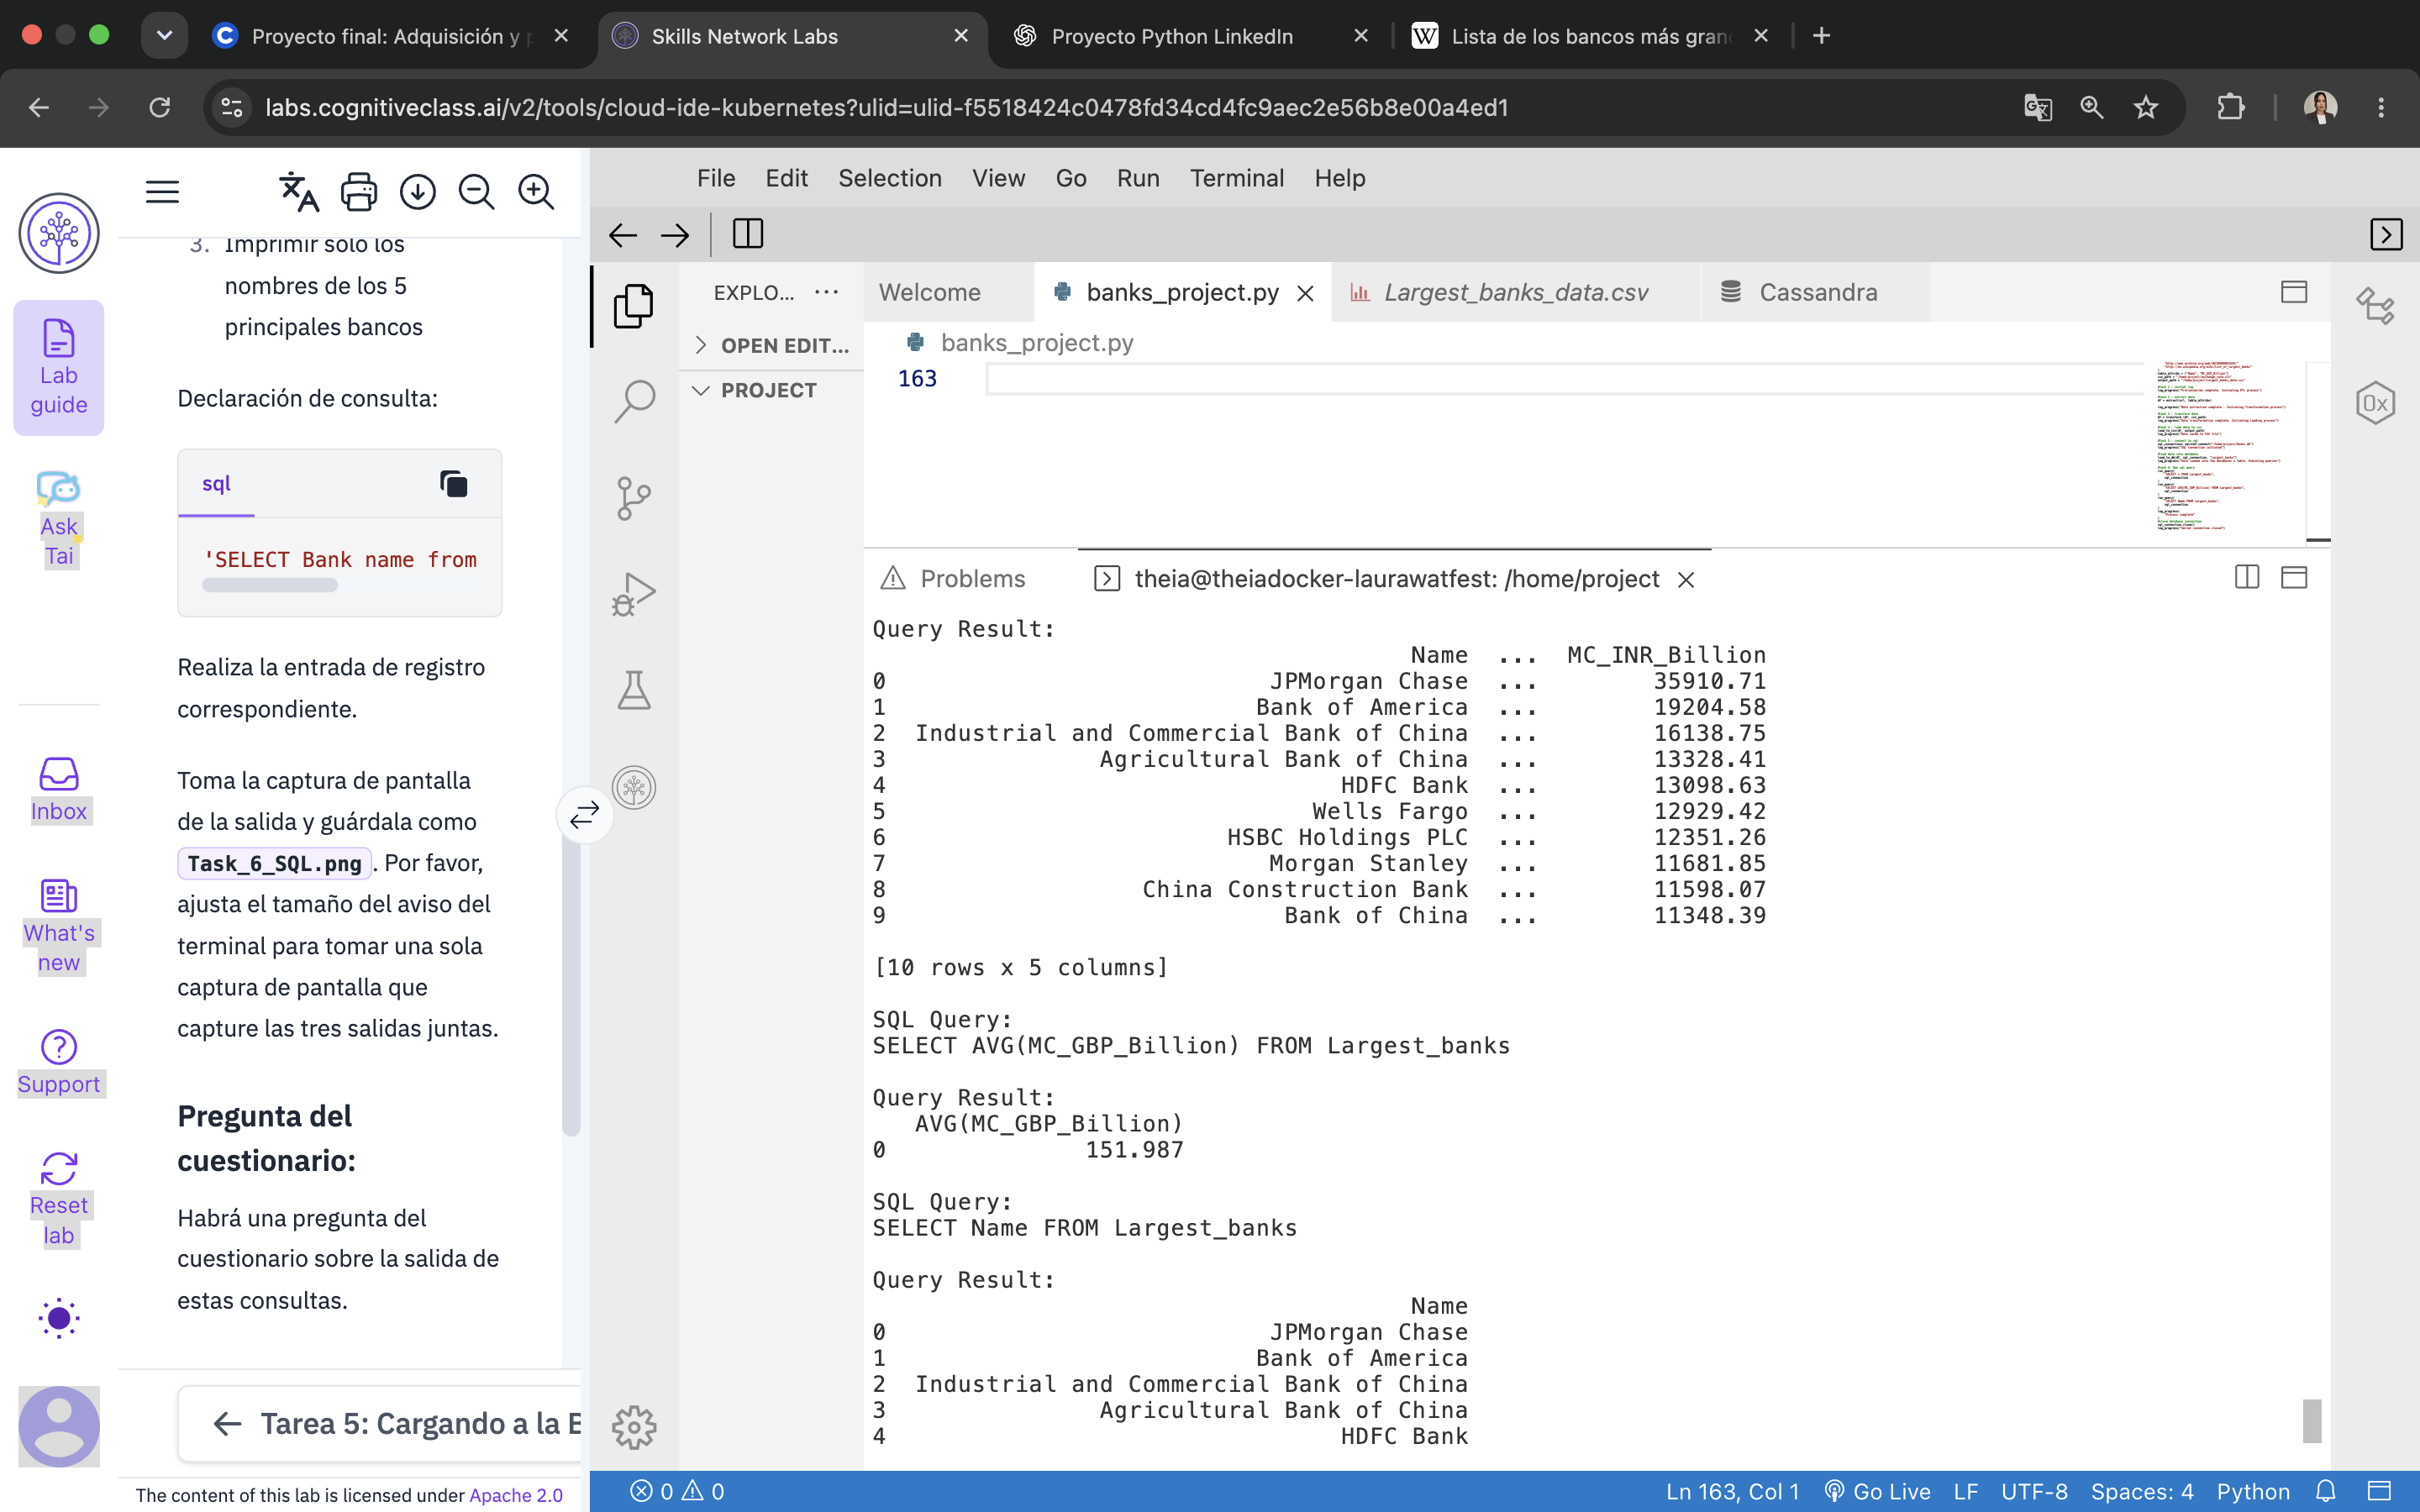 Proyecto final: Adquisición y p
Skills Network Labs
Proyecto Python LinkedIn
Lista de los bancos más gran
labs.cognitiveclass.ai/v2/tools/cloud-ide-kubernetes?ulid=ulid-f5518424c0478fd34cd4fc9aec2e56b8e00a4ed1
Lab
guide
Ask
Tai
Inbox
What's
new
Support
Reset
lab
3. Imprimir solo los
nombres de los 5
principales bancos
Declaración de consulta:
sql
'SELECT Bank name from
Realiza la entrada de registro
correspondiente.
Toma la captura de pantalla
de la salida y guárdala como
Task_6_SQL.png. Por favor,
ajusta el tamaño del aviso del
terminal para tomar una sola
captura de pantalla que
capture las tres salidas juntas.
Pregunta del
cuestionario:
Habrá una pregunta del
cuestionario sobre la salida de
estas consultas.
Tarea 5: Cargando a la B
The content of this lab is licensed under Apache 2.0
File Edit Selection View Go Run Terminal Help
EXPLO... ...
OPEN EDIT...
PROJECT
Welcome
banks_project.py
Largest_banks_data.csv
Cassandra
banks_project.py
163
Problems
theia@theiadocker-laurawatfest: /home/project
Query Result:
Name ... MC_INR_Billion
0 JPMorgan Chase ... 35910.71
1 Bank of America ... 19204.58
2 Industrial and Commercial Bank of China ... 16138.75
3 Agricultural Bank of China ... 13328.41
4 HDFC Bank ... 13098.63
5 Wells Fargo ... 12929.42
6 HSBC Holdings PLC ... 12351.26
7 Morgan Stanley ... 11681.85
8 China Construction Bank ... 11598.07
9 Bank of China ... 11348.39
[10 rows x 5 columns]
SQL Query:
SELECT AVG(MC_GBP_Billion) FROM Largest_banks
Query Result:
AVG(MC_GBP_Billion)
0 151.987
SQL Query:
SELECT Name FROM Largest_banks
Query Result:
Name
0 JPMorgan Chase
1 Bank of America
2 Industrial and Commercial Bank of China
3 Agricultural Bank of China
4 HDFC Bank
0 0
Ln 163, Col 1 Go Live LF UTF-8 Spaces: 4 Python